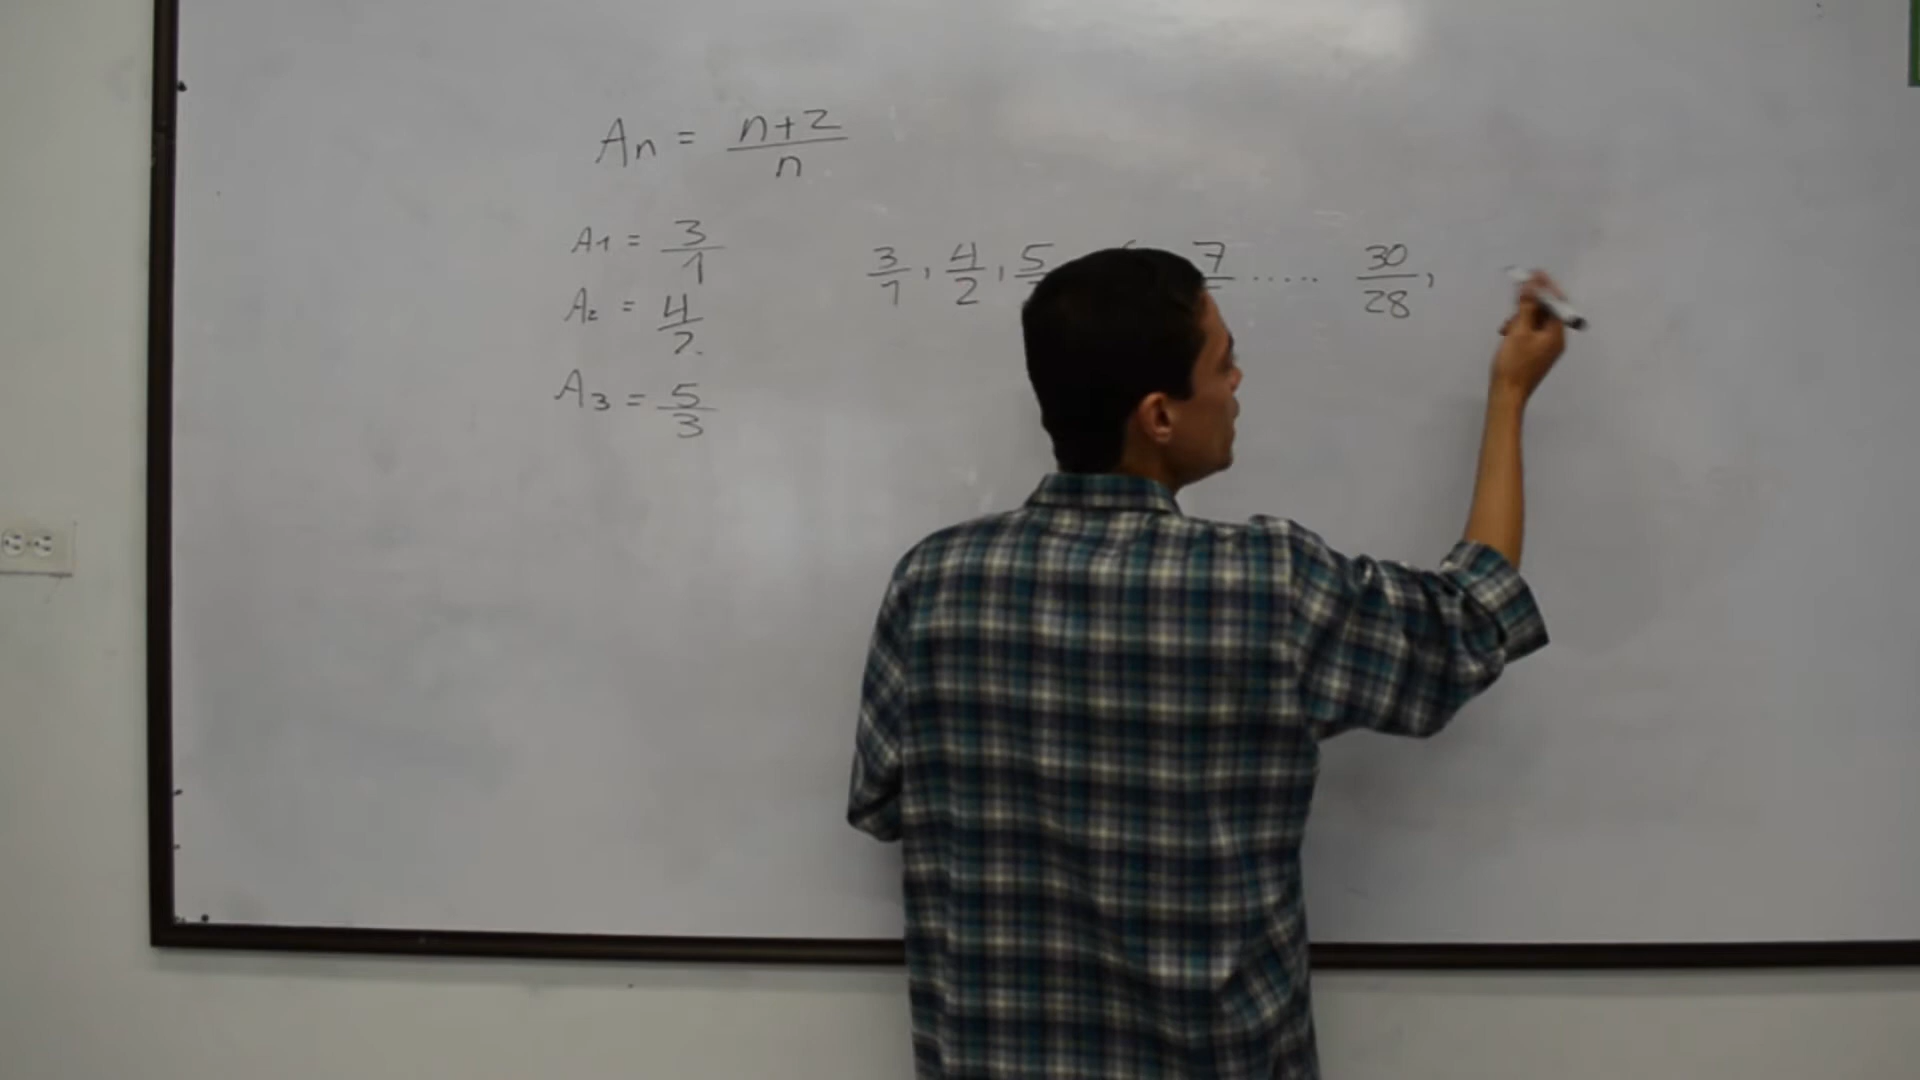 An = n+2/n
A1 = 3/1
A2 = 4/2
A3 = 5/3
3/1, 4/2, 5 7 ..... 30/28,